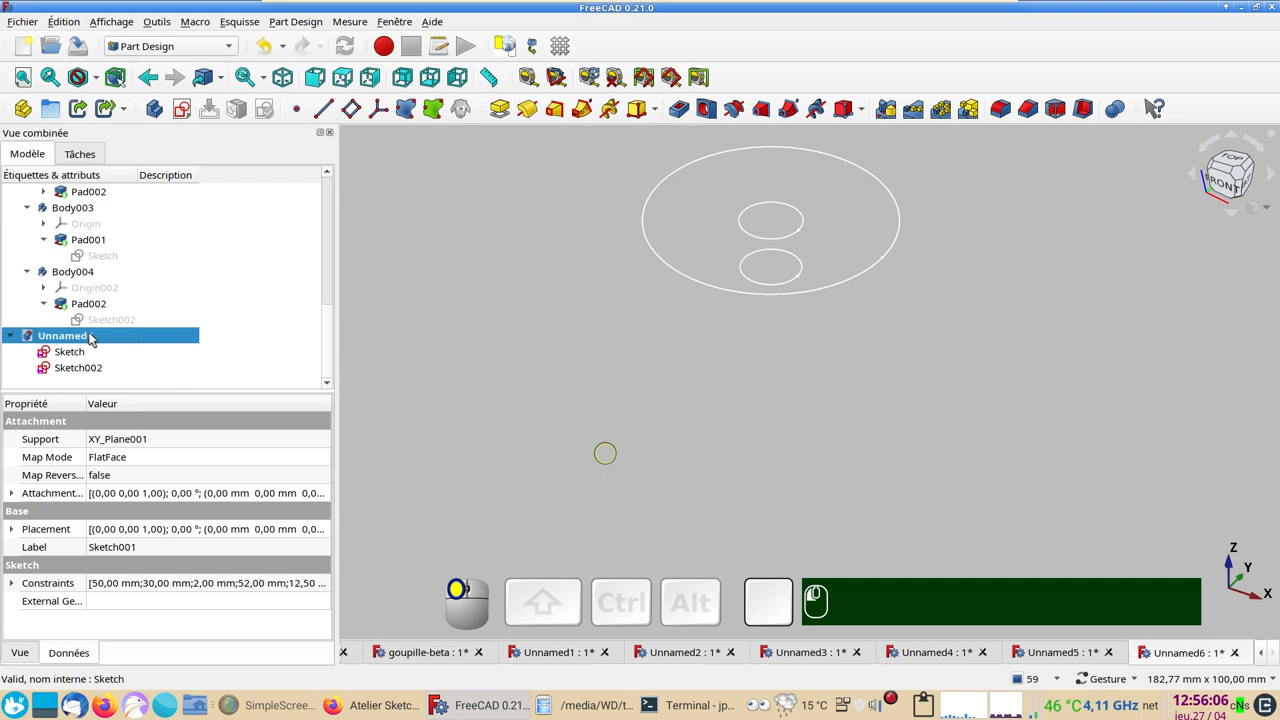 FreeCAD 0.21.0
Fichier Édition Affichage Outils Macro Esquisse Part Design Mesure Fenêtre Aide
Part Design
Vue combinée
Modèle Tâches
Étiquettes & attributs Description
Pad002
Body003
Origin
Pad001
Sketch
Body004
Origin002
Pad002
Sketch002
Unnamed
Sketch
Sketch002
Propriété Valeur
Attachment
Support XY_Plane001
Map Mode FlatFace
Map Revers... false
Attachment... [(0,00 0,00 1,00); 0,00 °; (0,00 mm 0,00 mm 0,0...
Base
Placement [(0,00 0,00 1,00); 0,00 °; (0,00 mm 0,00 mm 0,0...
Label Sketch001
Sketch
Constraints [50,00 mm;30,00 mm;2,00 mm;52,00 mm;12,50 ...
External Ge...
Vue Données
TOP
FRONT
Z
Y
X
Ctrl Alt
goupille-beta : 1* Unnamed1 : 1* Unnamed2 : 1* Unnamed3 : 1* Unnamed4 : 1* Unnamed5 : 1* Unnamed6 : 1*
Valid, nom interne : Sketch 59 Gesture 182,77 mm x 100,00 mm
SimpleScree... Atelier Sketc... FreeCAD 0.21... /media/WD/t... Terminal - jp... 15 °C 46 °C 4,11 GHz net 12:56:06
jeu.27 / 04